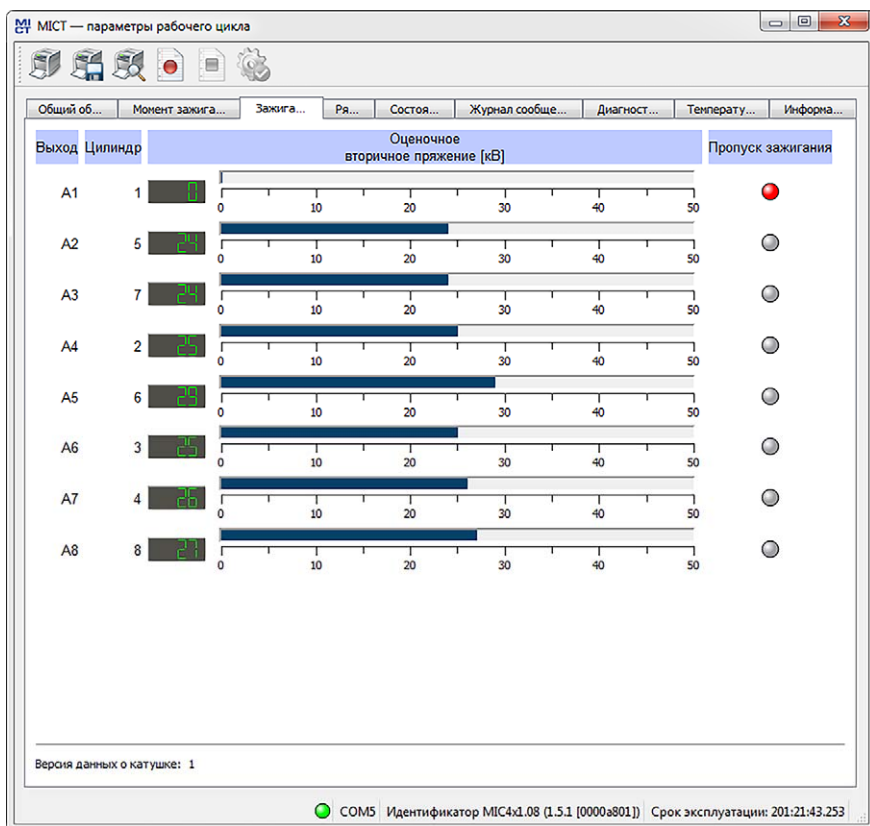 MICT MICT — параметры рабочего цикла
Общий об... Момент зажига... Зажига... Ря... Состоя... Журнал сообще... Диагност... Температу... Информа...
Выход Цилиндр Оценочное вторичное пряжение [кВ] Пропуск зажигания
A1 1 0
0 10 20 30 40 50
A2 5 24
0 10 20 30 40 50
A3 7 24
0 10 20 30 40 50
A4 2 25
0 10 20 30 40 50
A5 6 29
0 10 20 30 40 50
A6 3 25
0 10 20 30 40 50
A7 4 26
0 10 20 30 40 50
A8 8 27
0 10 20 30 40 50
Версия данных о катушке: 1
COM5 Идентификатор MIC4x1.08 (1.5.1 [0000a801]) Срок эксплуатации: 201:21:43.253